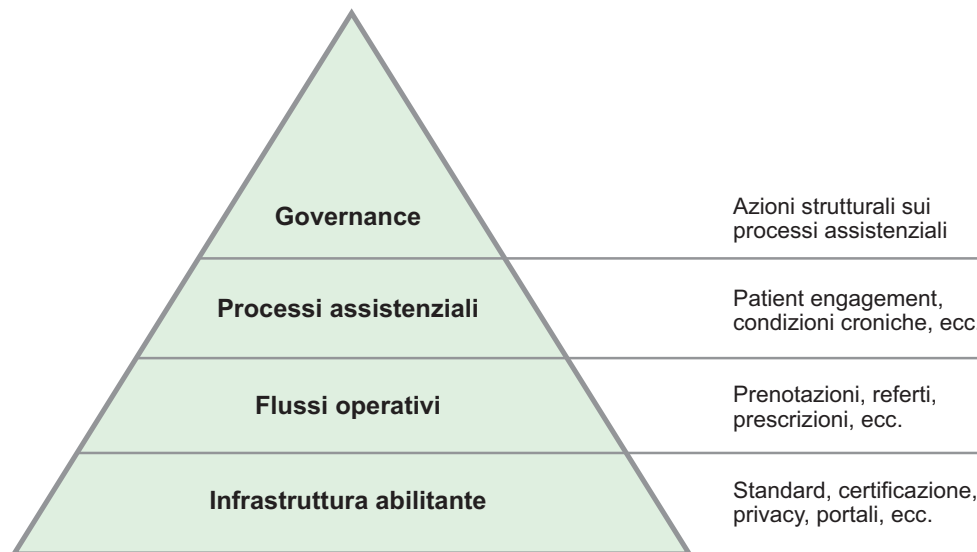 Governance
Azioni strutturali sui
processi assistenziali
Processi assistenziali
Patient engagement,
condizioni croniche, ecc.
Flussi operativi
Prenotazioni, referti,
prescrizioni, ecc.
Infrastruttura abilitante
Standard, certificazione,
privacy, portali, ecc.